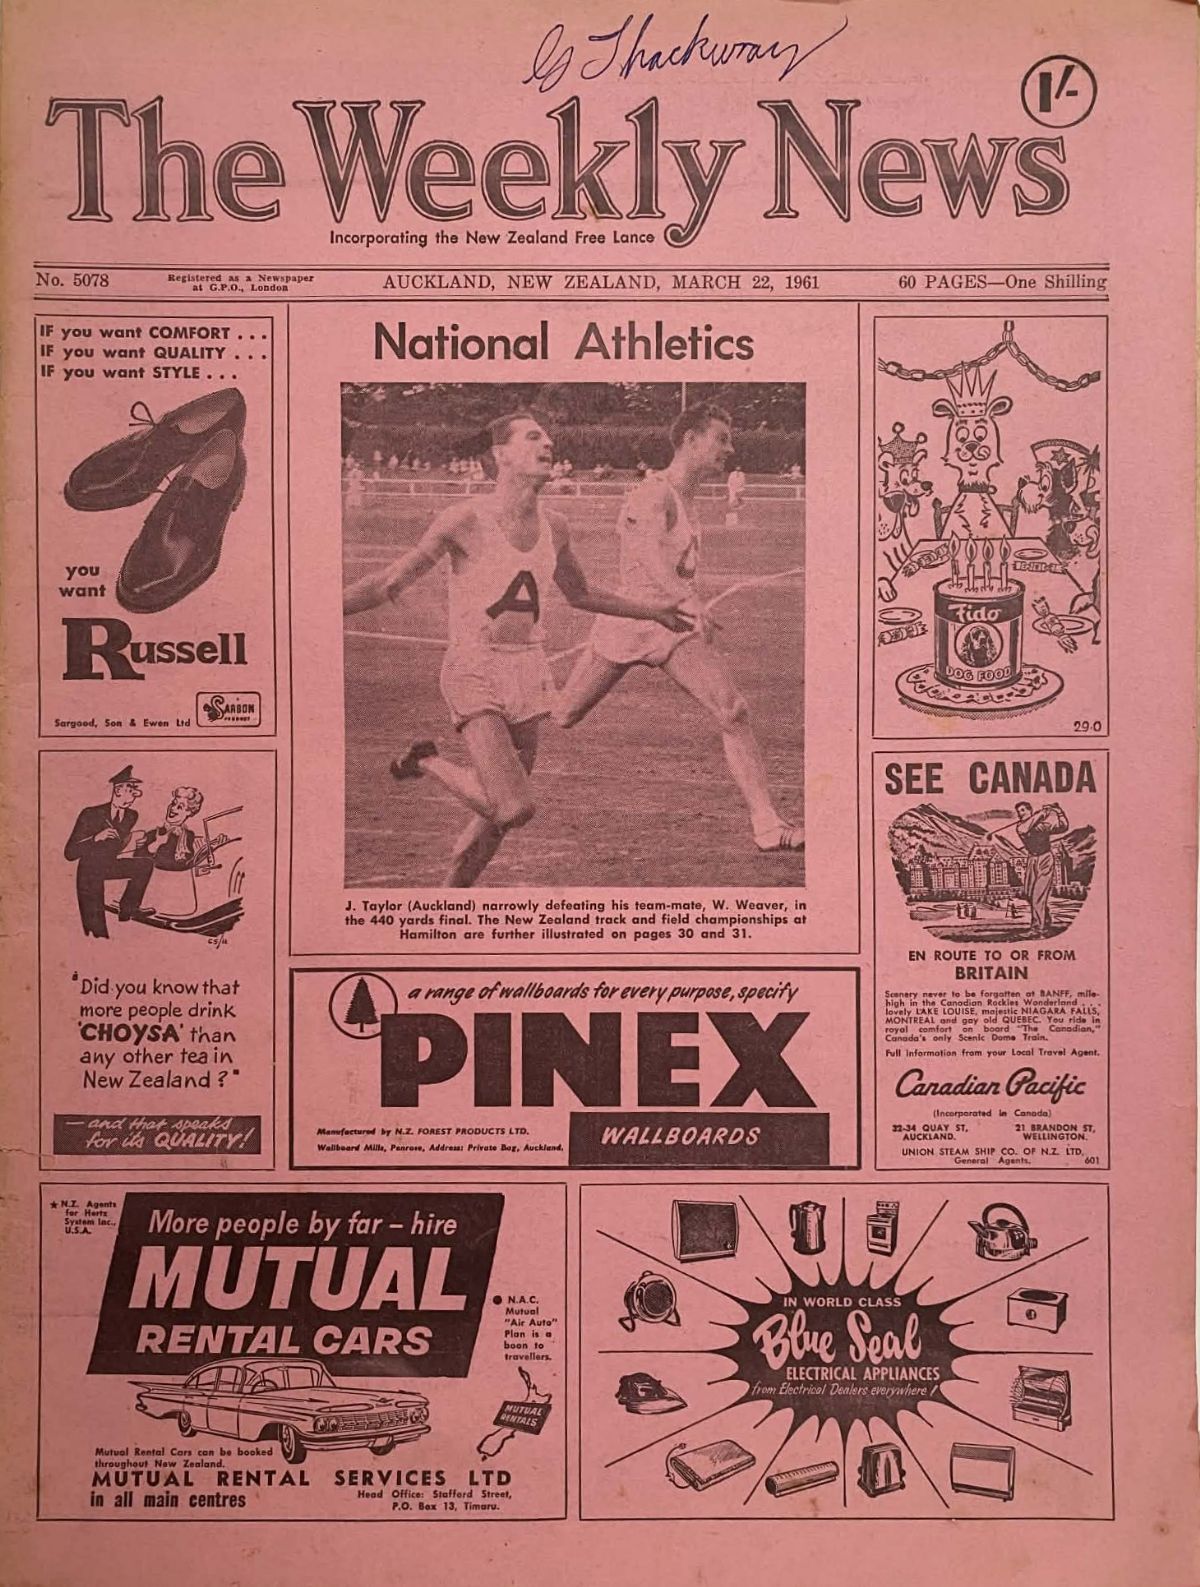 G Thackwray
1/-
The Weekly News
Incorporating the New Zealand Free Lance
No. 5078
Registered as a Newspaper
at G.P.O., London
AUCKLAND, NEW ZEALAND, MARCH 22, 1961
60 PAGES—One Shilling
IF you want COMFORT . . .
IF you want QUALITY . . .
IF you want STYLE . . .
you
want
Russell
Sargood, Son & Ewen Ltd
SARBON
PRODUCT
"Did you know that
more people drink
'CHOYSA' than
any other tea in
New Zealand ?"
— and that speaks
for its QUALITY!
National Athletics
A
J. Taylor (Auckland) narrowly defeating his team-mate, W. Weaver, in
the 440 yards final. The New Zealand track and field championships at
Hamilton are further illustrated on pages 30 and 31.
a range of wallboards for every purpose, specify
PINEX
WALLBOARDS
Manufactured by N.Z. FOREST PRODUCTS LTD.
Wallboard Mills, Penrose, Address: Private Bag, Auckland.
Fido
DOG FOOD
29.0
SEE CANADA
EN ROUTE TO OR FROM
BRITAIN
Scenery never to be forgotten at BANFF, mile-
high in the Canadian Rockies Wonderland . . .
lovely LAKE LOUISE, majestic NIAGARA FALLS,
MONTREAL and gay old QUEBEC. You ride in
royal comfort on board "The Canadian,"
Canada's only Scenic Dome Train.
Full information from your Local Travel Agent.
Canadian Pacific
(Incorporated in Canada)
32-34 QUAY ST,
AUCKLAND.
21 BRANDON ST,
WELLINGTON.
UNION STEAM SHIP CO. OF N.Z. LTD,
General Agents.
601
★ N.Z. Agents
for Hertz
System Inc.,
U.S.A.
More people by far – hire
MUTUAL
RENTAL CARS
● N.A.C.
Mutual
"Air Auto"
Plan is a
boon to
travellers.
MUTUAL
RENTALS
Mutual Rental Cars can be booked
throughout New Zealand.
MUTUAL RENTAL SERVICES LTD
in all main centres
Head Office: Stafford Street,
P.O. Box 13, Timaru.
IN WORLD CLASS
Blue Seal
ELECTRICAL APPLIANCES
from Electrical Dealers everywhere !